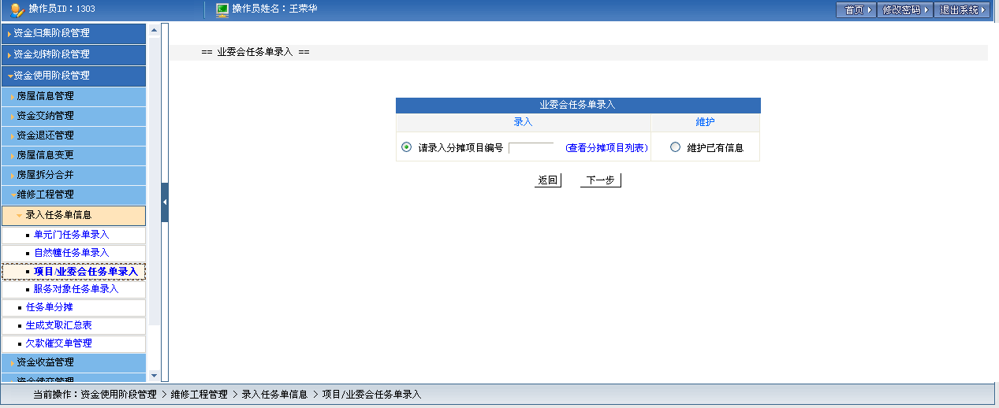 操作员ID：1303
操作员姓名：王荣华
首页 修改密码 退出系统
资金归集阶段管理
资金划转阶段管理
资金使用阶段管理
房屋信息管理
资金交纳管理
资金退还管理
房屋信息变更
房屋拆分合并
维修工程管理
录入任务单信息
单元门任务单录入
自然幢任务单录入
项目/业委会任务单录入
服务对象任务单录入
任务单分摊
生成支取汇总表
欠款催交单管理
资金收益管理
== 业委会任务单录入 ==
业委会任务单录入
录入 维护
请录入分摊项目编号 (查看分摊项目列表) 维护已有信息
返回 下一步
当前操作：资金使用阶段管理 > 维修工程管理 > 录入任务单信息 > 项目/业委会任务单录入